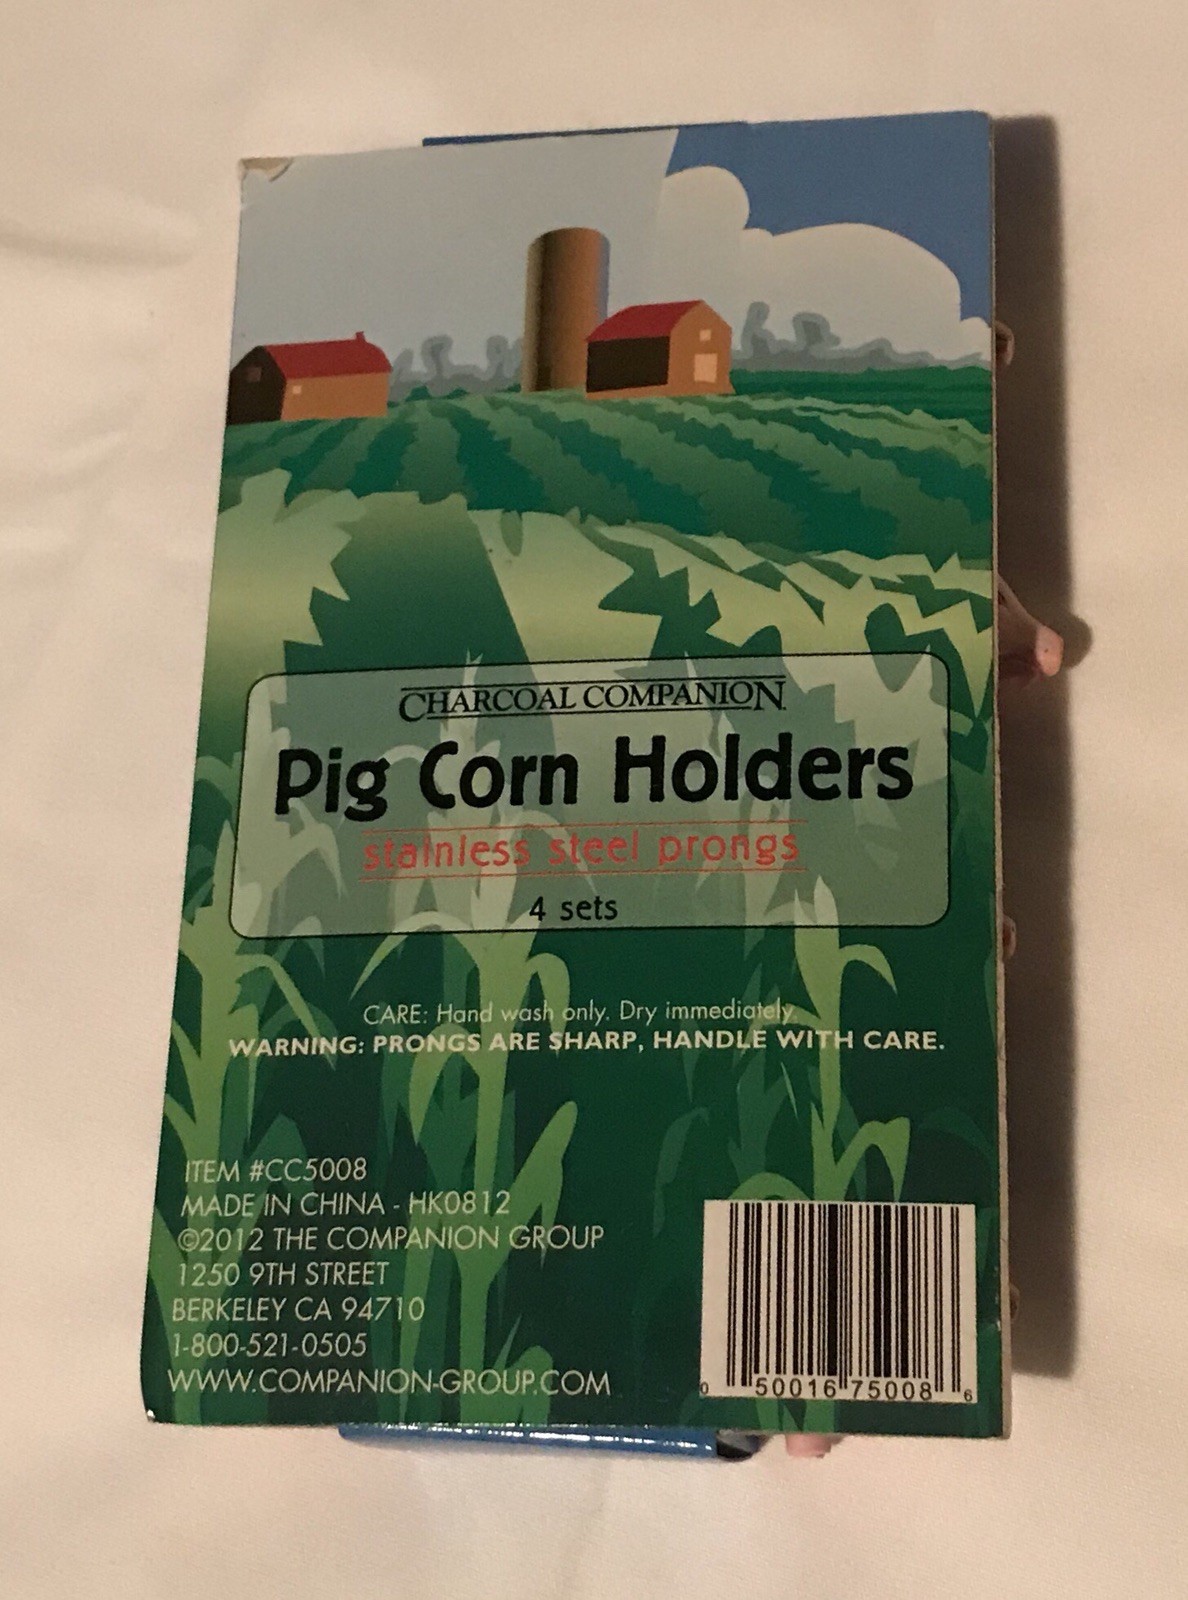 CHARCOAL COMPANION
Pig Corn Holders
stainless steel prongs
4 sets
CARE: Hand wash only. Dry immediately.
WARNING: PRONGS ARE SHARP, HANDLE WITH CARE.
ITEM #CC5008
MADE IN CHINA - HK0812
©2012 THE COMPANION GROUP
1250 9TH STREET
BERKELEY CA 94710
1-800-521-0505
WWW.COMPANION-GROUP.COM
0 50016 75008 6